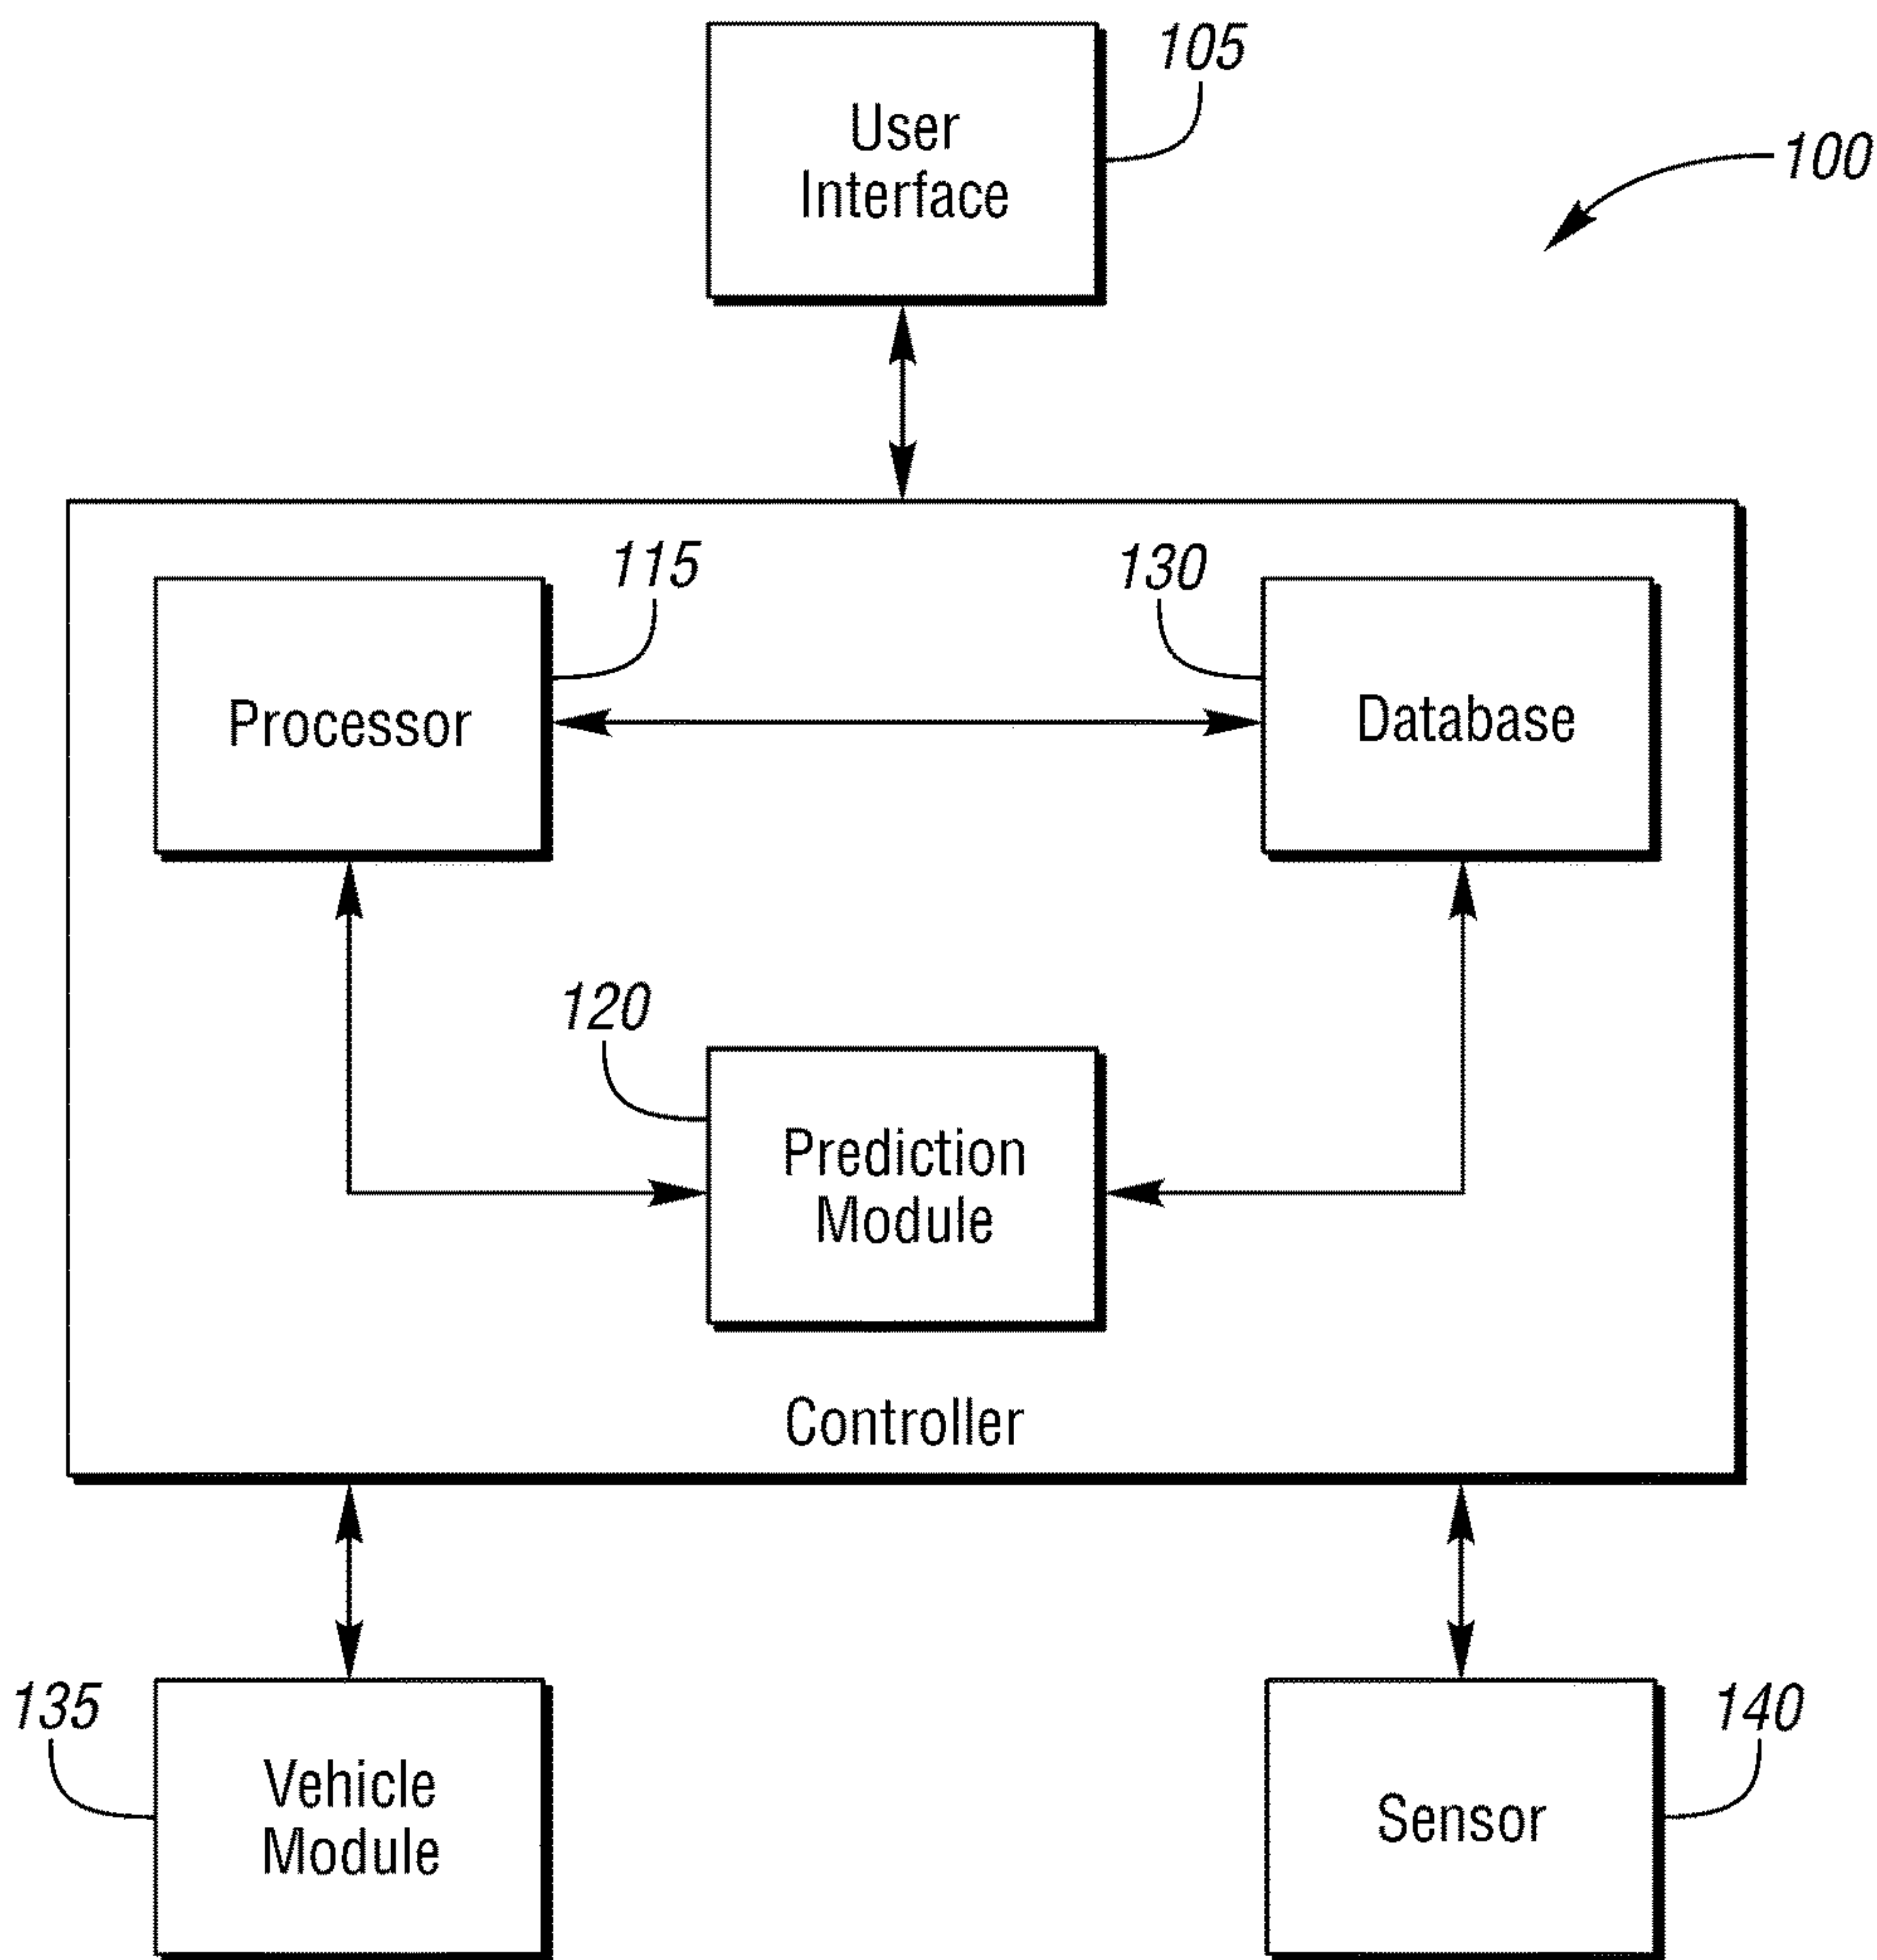 105
User
Interface
100
115
130
Processor
Database
120
Prediction
Module
Controller
135
140
Vehicle
Module
Sensor